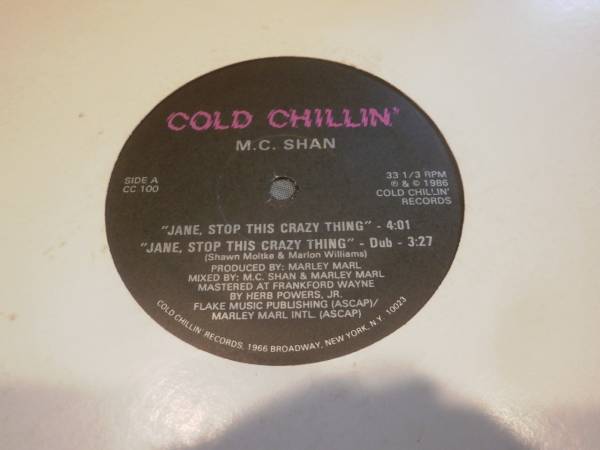 COLD CHILLIN'
M.C. SHAN
SIDE A
CC 100
33 1/3 RPM
℗ & © 1986
COLD CHILLIN'
RECORDS
"JANE, STOP THIS CRAZY THING" - 4:01
"JANE, STOP THIS CRAZY THING" - Dub - 3:27
(Shawn Moltke & Marlon Williams)
PRODUCED BY: MARLEY MARL
MIXED BY: M.C. SHAN & MARLEY MARL
MASTERED AT FRANKFORD WAYNE
BY HERB POWERS, JR.
FLAKE MUSIC PUBLISHING (ASCAP)/
MARLEY MARL INTL. (ASCAP)
COLD CHILLIN' RECORDS, 1966 BROADWAY, NEW YORK, N.Y. 10023